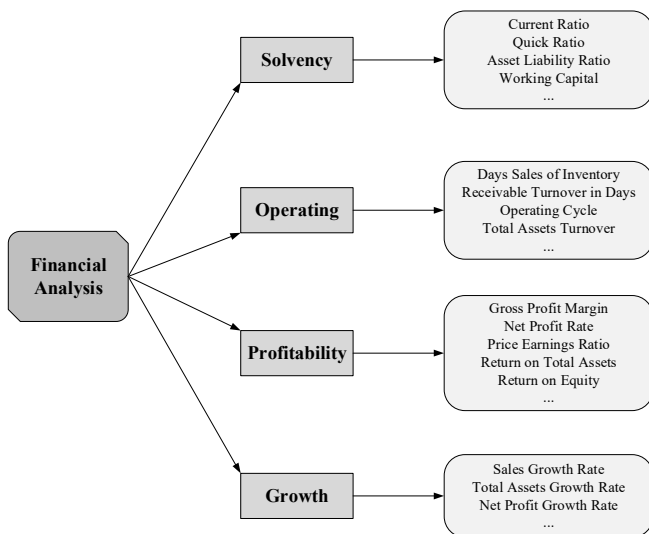 Financial
Analysis
Solvency
Current Ratio
Quick Ratio
Asset Liability Ratio
Working Capital
...
Operating
Days Sales of Inventory
Receivable Turnover in Days
Operating Cycle
Total Assets Turnover
...
Profitability
Gross Profit Margin
Net Profit Rate
Price Earnings Ratio
Return on Total Assets
Return on Equity
...
Growth
Sales Growth Rate
Total Assets Growth Rate
Net Profit Growth Rate
...